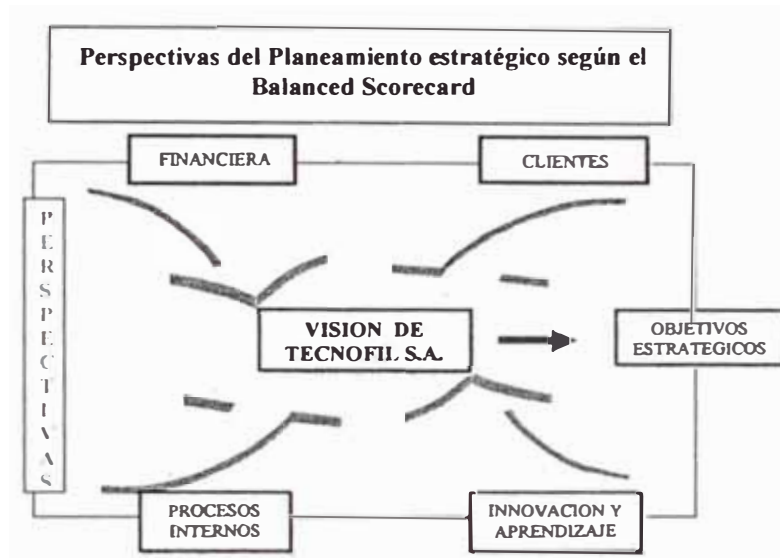 Perspectivas del Planeamiento estratégico según el
Balanced Scorecard
FINANCIERA
CLIENTES
PERSPECTIVAS
VISION DE
TECNOFIL S.A.
OBJETIVOS
ESTRATEGICOS
PROCESOS
INTERNOS
INNOVACION Y
APRENDIZAJE